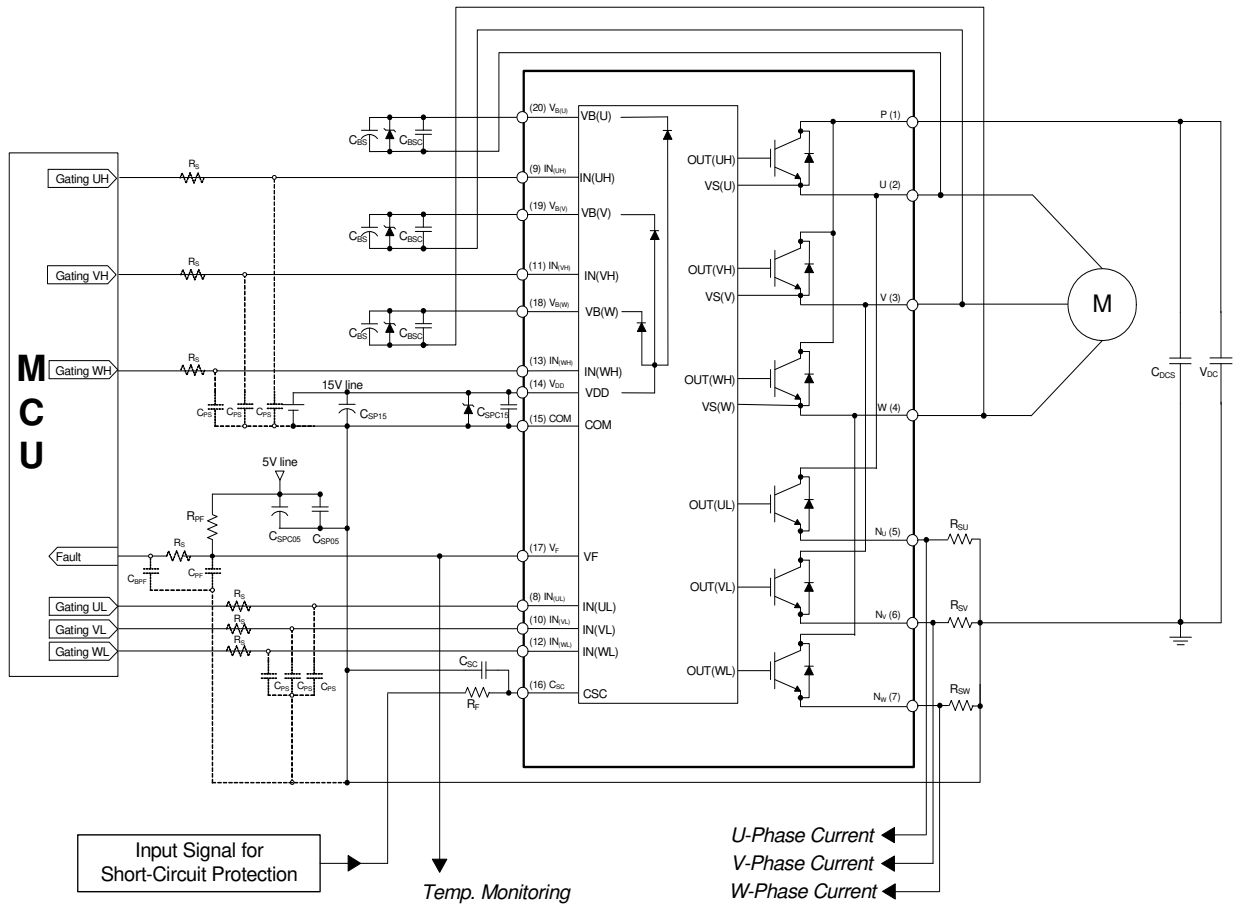 (20) VB(U)
VB(U)
CBS
CBSC
P (1)
OUT(UH)
VS(U)
U (2)
RS
Gating UH
(9) IN(UH)
IN(UH)
(19) VB(V)
VB(V)
CBS
CBSC
OUT(VH)
VS(V)
V (3)
M
RS
Gating VH
(11) IN(VH)
IN(VH)
(18) VB(W)
VB(W)
CBS
CBSC
CDCS
VDC
MCU
RS
Gating WH
(13) IN(WH)
IN(WH)
OUT(WH)
VS(W)
W (4)
15V line
(14) VDD
VDD
CPS
CPS
CPS
CSP15
CSPC15
(15) COM
COM
5V line
RPF
CSPC05
CSP05
OUT(UL)
NU (5)
RSU
Fault
RS
CBPF
CPF
(17) VF
VF
Gating UL
RS
(8) IN(UL)
IN(UL)
OUT(VL)
NV (6)
RSV
Gating VL
RS
(10) IN(VL)
IN(VL)
Gating WL
RS
(12) IN(WL)
IN(WL)
CPS
CPS
CPS
CSC
RF
(16) CSC
CSC
OUT(WL)
NW (7)
RSW
Input Signal for
Short-Circuit Protection
Temp. Monitoring
U-Phase Current
V-Phase Current
W-Phase Current